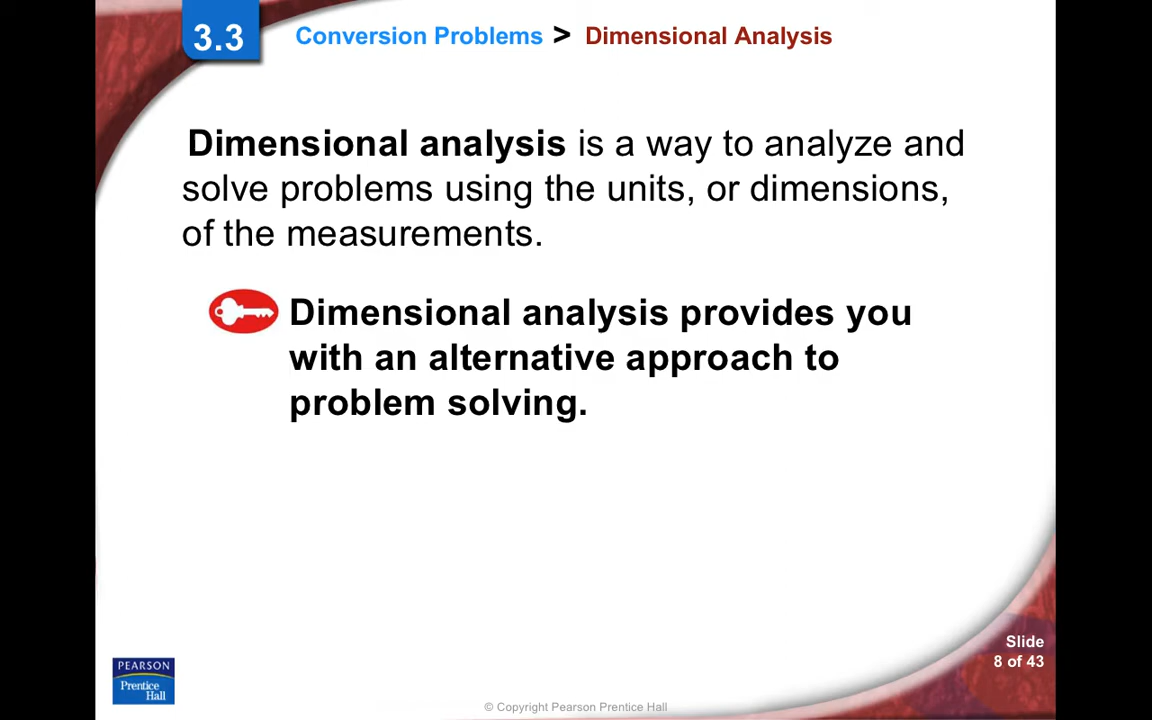 3.3
Conversion Problems > Dimensional Analysis
Dimensional analysis is a way to analyze and
solve problems using the units, or dimensions,
of the measurements.
Dimensional analysis provides you
with an alternative approach to
problem solving.
Slide
8 of 43
PEARSON
Prentice
Hall
© Copyright Pearson Prentice Hall